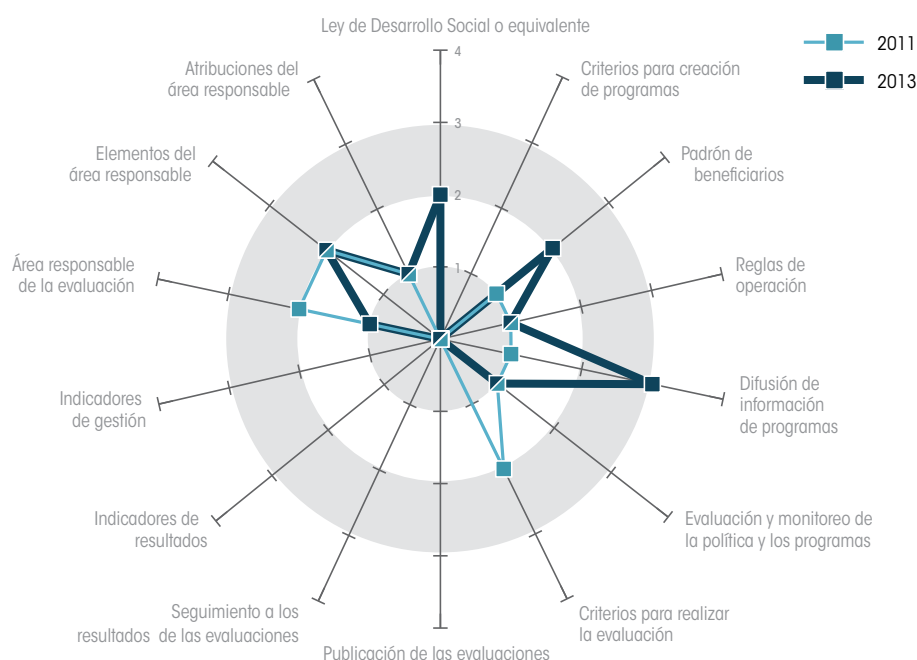 Ley de Desarrollo Social o equivalente
4
3
2
1
2011
2013
Criterios para creación
de programas
Padrón de
beneficiarios
Reglas de
operación
Difusión de
información
de programas
Evaluación y monitoreo de
la política y los programas
Criterios para realizar
la evaluación
Publicación de las evaluaciones
Seguimiento a los
resultados de las evaluaciones
Indicadores de
resultados
Indicadores
de gestión
Área responsable
de la evaluación
Elementos del
área responsable
Atribuciones del
área responsable